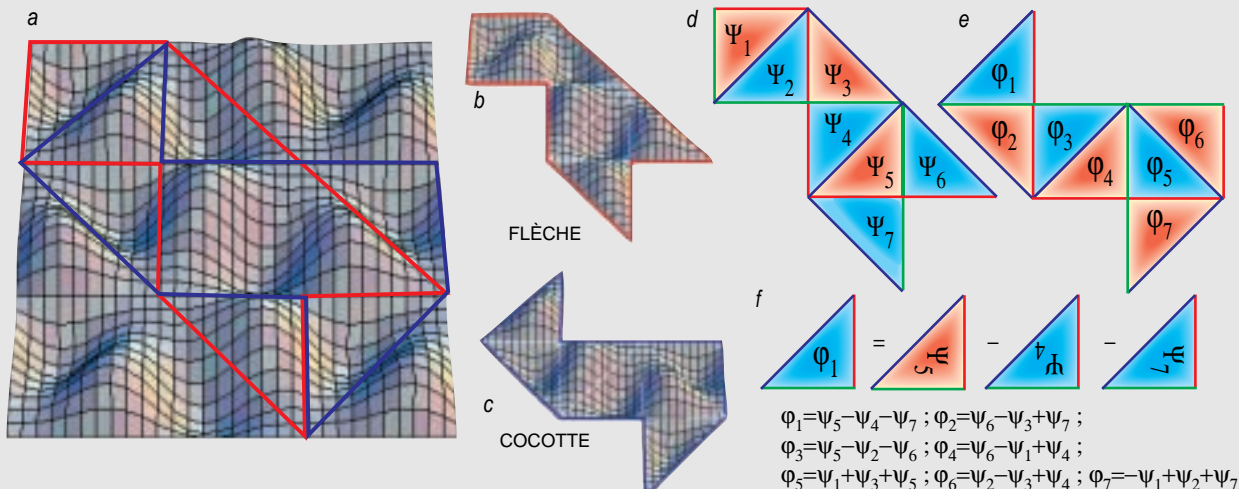 a
b
FLÈCHE
c
COCOTTE
d
Ψ1
Ψ2
Ψ3
Ψ4
Ψ5
Ψ6
Ψ7
e
φ1
φ2
φ3
φ4
φ5
φ6
φ7
f
φ1 = Ψ5 – Ψ4 – Ψ7
φ1=ψ5–ψ4–ψ7 ; φ2=ψ6–ψ3+ψ7 ;
φ3=ψ5–ψ2–ψ6 ; φ4=ψ6–ψ1+ψ4 ;
φ5=ψ1+ψ3+ψ5 ; φ6=ψ2–ψ3+ψ4 ; φ7=–ψ1+ψ2+ψ7